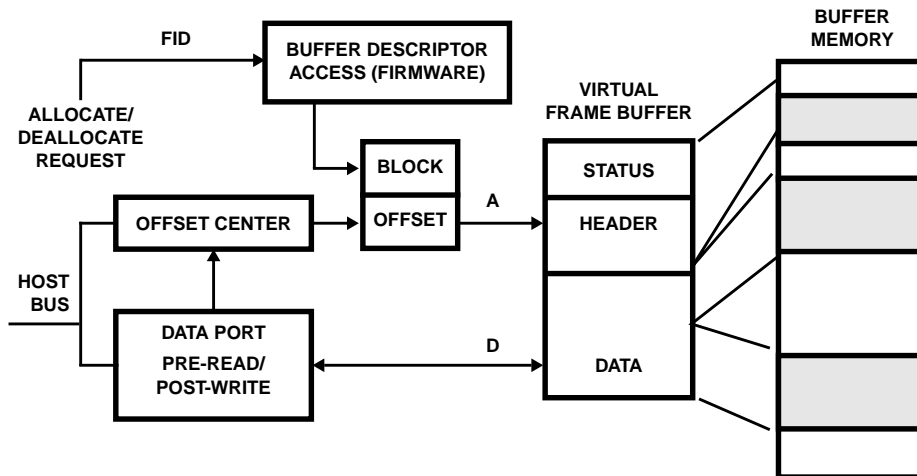 BUFFER
MEMORY
FID
BUFFER DESCRIPTOR
ACCESS (FIRMWARE)
VIRTUAL
FRAME BUFFER
ALLOCATE/
DEALLOCATE
REQUEST
BLOCK
OFFSET
STATUS
A
HEADER
OFFSET CENTER
HOST
BUS
DATA PORT
PRE-READ/
POST-WRITE
D
DATA